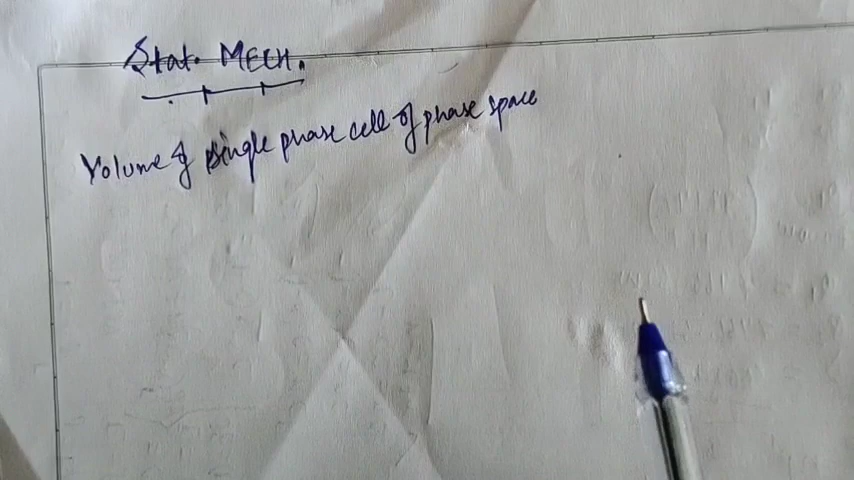 Stat. MECH.
Volume of single phase cell of phase space